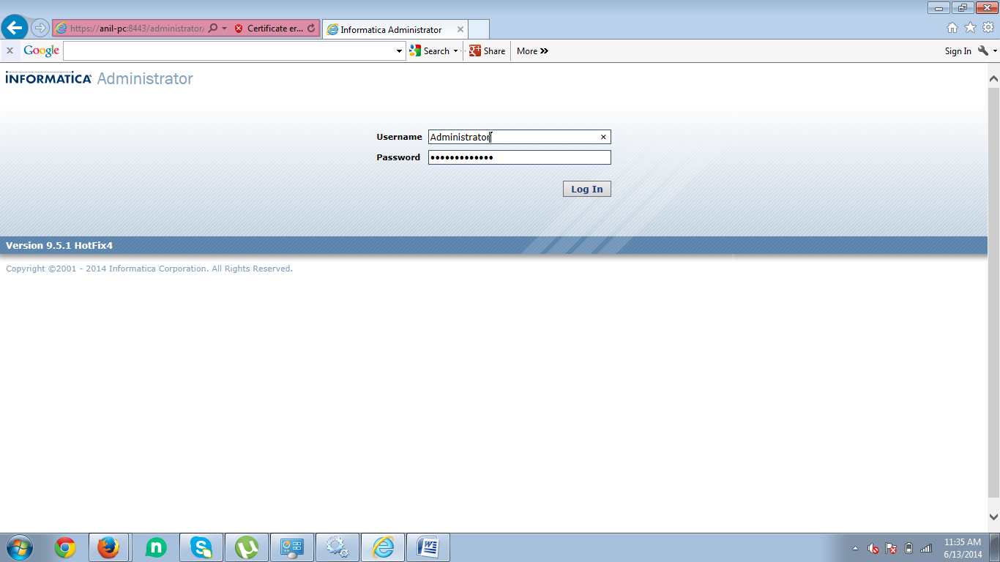 https://anil-pc:8443/administrator/
Certificate er...
Informatica Administrator
x Google
Search
Share
More »
Sign In
INFORMATICA Administrator
Username Administrator
Password •••••••••••••
Log In
Version 9.5.1 HotFix4
Copyright ©2001 - 2014 Informatica Corporation. All Rights Reserved.
11:35 AM
6/13/2014